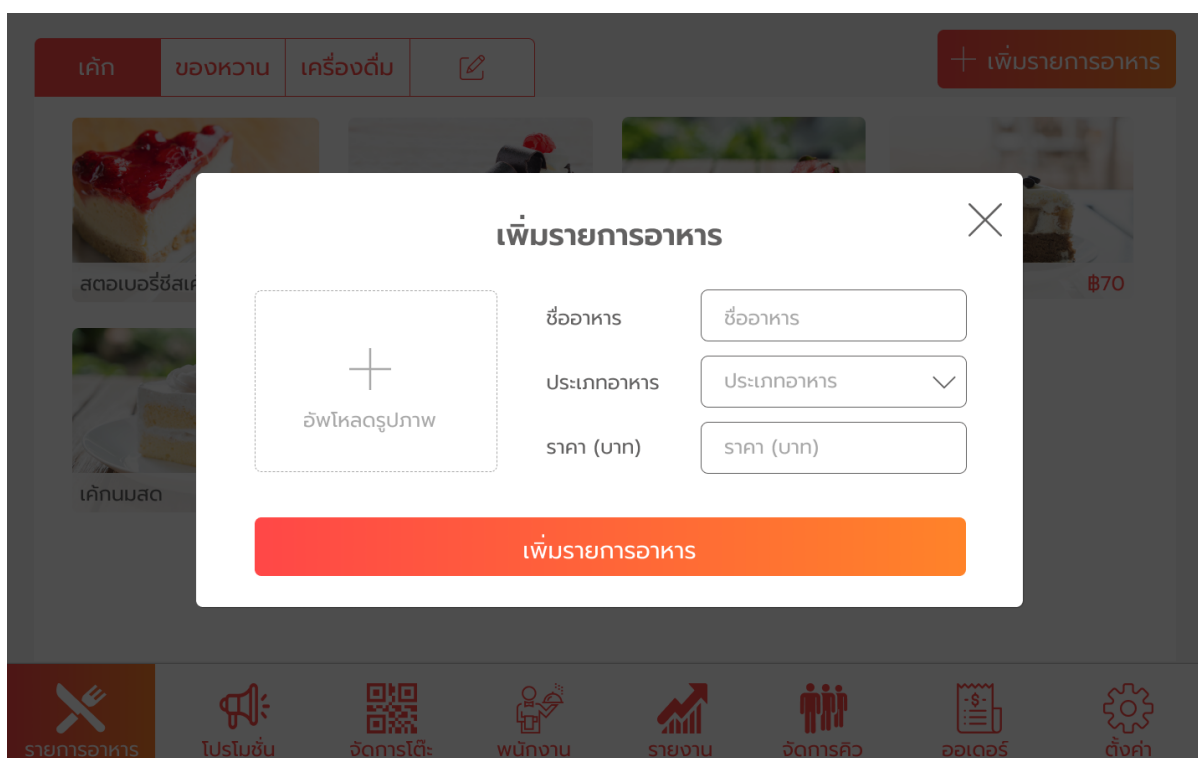 เค้ก ของหวาน เครื่องดื่ม
เพิ่มรายการอาหาร
เพิ่มรายการอาหาร
สตอเบอรี่ชีสเค
฿70
ชื่ออาหาร ชื่ออาหาร
ประเภทอาหาร ประเภทอาหาร
อัพโหลดรูปภาพ
ราคา (บาท) ราคา (บาท)
เค้กนมสด
เพิ่มรายการอาหาร
รายการอาหาร โปรโมชั่น จัดการโต๊ะ พนักงาน รายงาน จัดการคิว ออเดอร์ ตั้งค่า